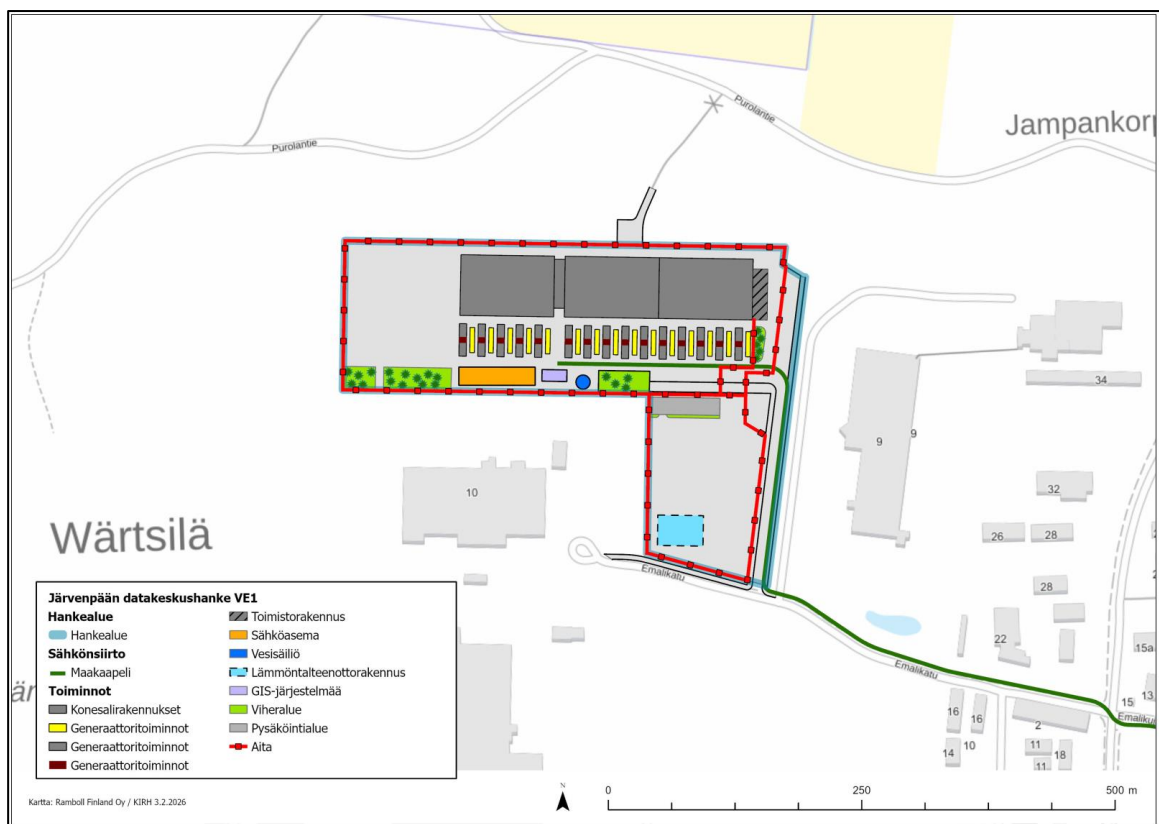 Purolantie
Purolantie
Jampankorp
34
9
9
10
32
26
28
28
Wärtsilä
Emalikatu
22
15a
13
15
Emalikatu
16
16
2
Emaliku
14
10
11
18
11
Järvenpään datakeskushanke VE1
Hankealue
Hankealue
Sähkönsiirto
Maakaapeli
Toiminnot
Konesalirakennukset
Generaattoritoiminnot
Generaattoritoiminnot
Generaattoritoiminnot
Toimistorakennus
Sähköasema
Vesisäiliö
Lämmöntalteenottorakennus
GIS-järjestelmää
Viheralue
Pysäköintialue
Aita
Kartta: Ramboll Finland Oy / KIRH 3.2.2026
N
0 250 500 m